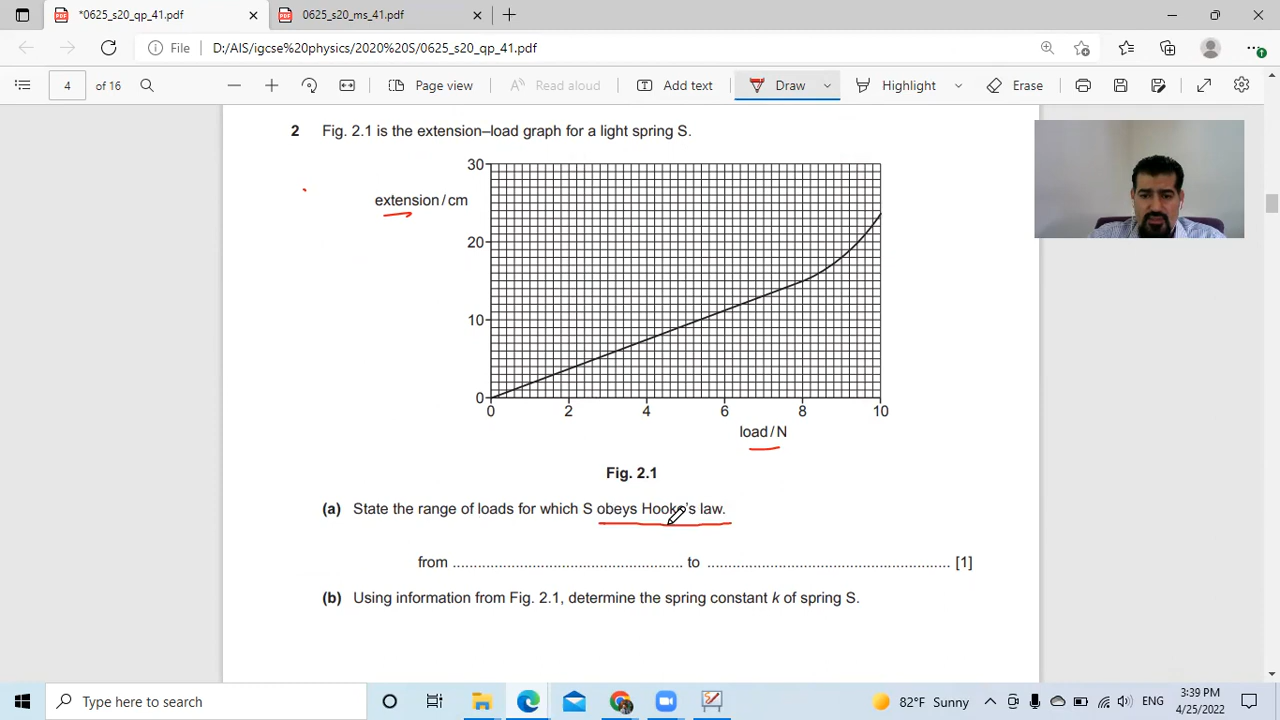 *0625_s20_qp_41.pdf
0625_s20_ms_41.pdf
File
D:/AIS/igcse%20physics/2020%20S/0625_s20_qp_41.pdf
4 of 16
Page view
Read aloud
Add text
Draw
Highlight
Erase
2 Fig. 2.1 is the extension–load graph for a light spring S.
30
extension / cm
20
10
0
0 2 4 6 8 10
load / N
Fig. 2.1
(a) State the range of loads for which S obeys Hooke's law.
from ........................................................ to ........................................................... [1]
(b) Using information from Fig. 2.1, determine the spring constant k of spring S.
Type here to search
82°F Sunny
ENG
3:39 PM
4/25/2022